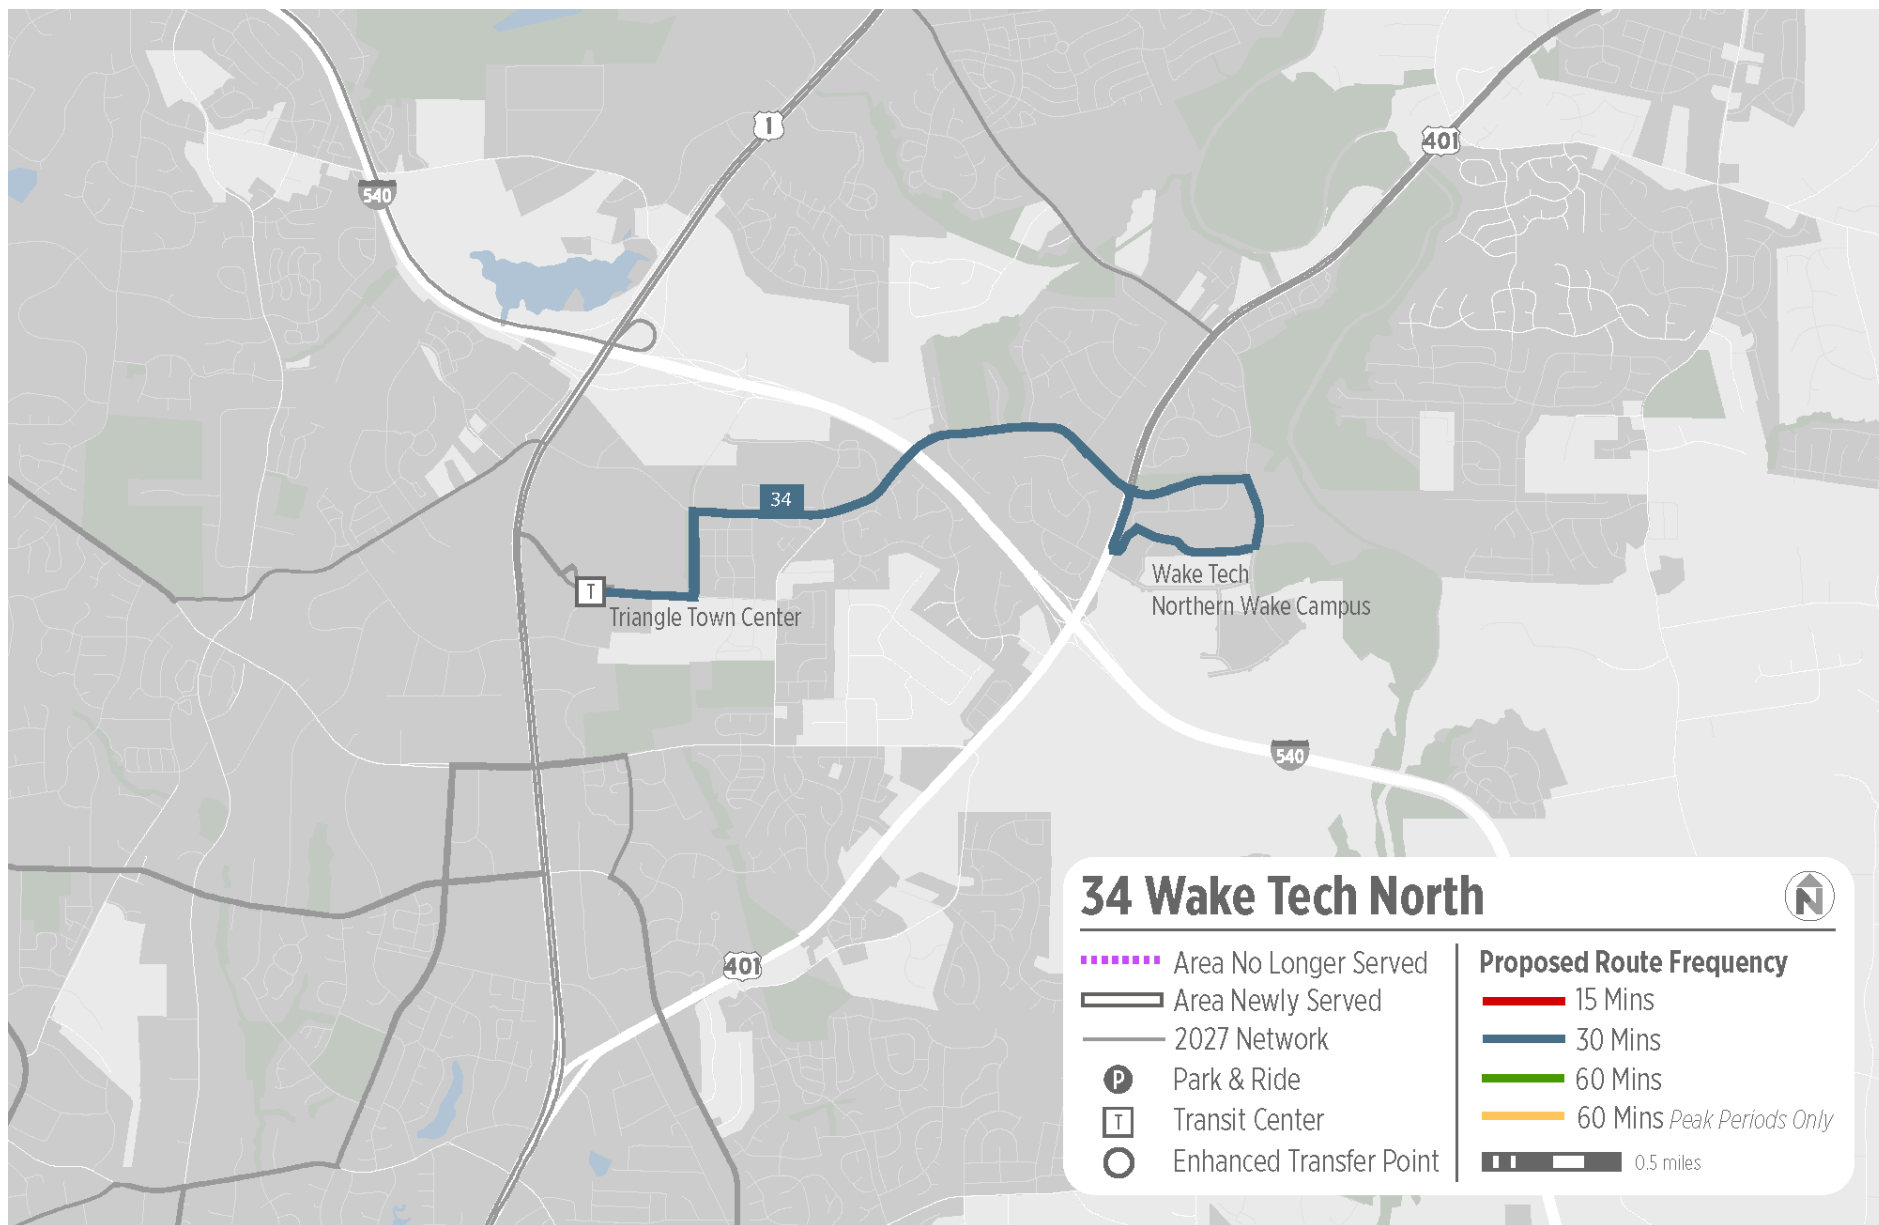 1
401
540
34
T
Triangle Town Center
Wake Tech
Northern Wake Campus
540
401
34 Wake Tech North
N
Area No Longer Served
Area Newly Served
2027 Network
P Park & Ride
T Transit Center
Enhanced Transfer Point
Proposed Route Frequency
15 Mins
30 Mins
60 Mins
60 Mins Peak Periods Only
0.5 miles